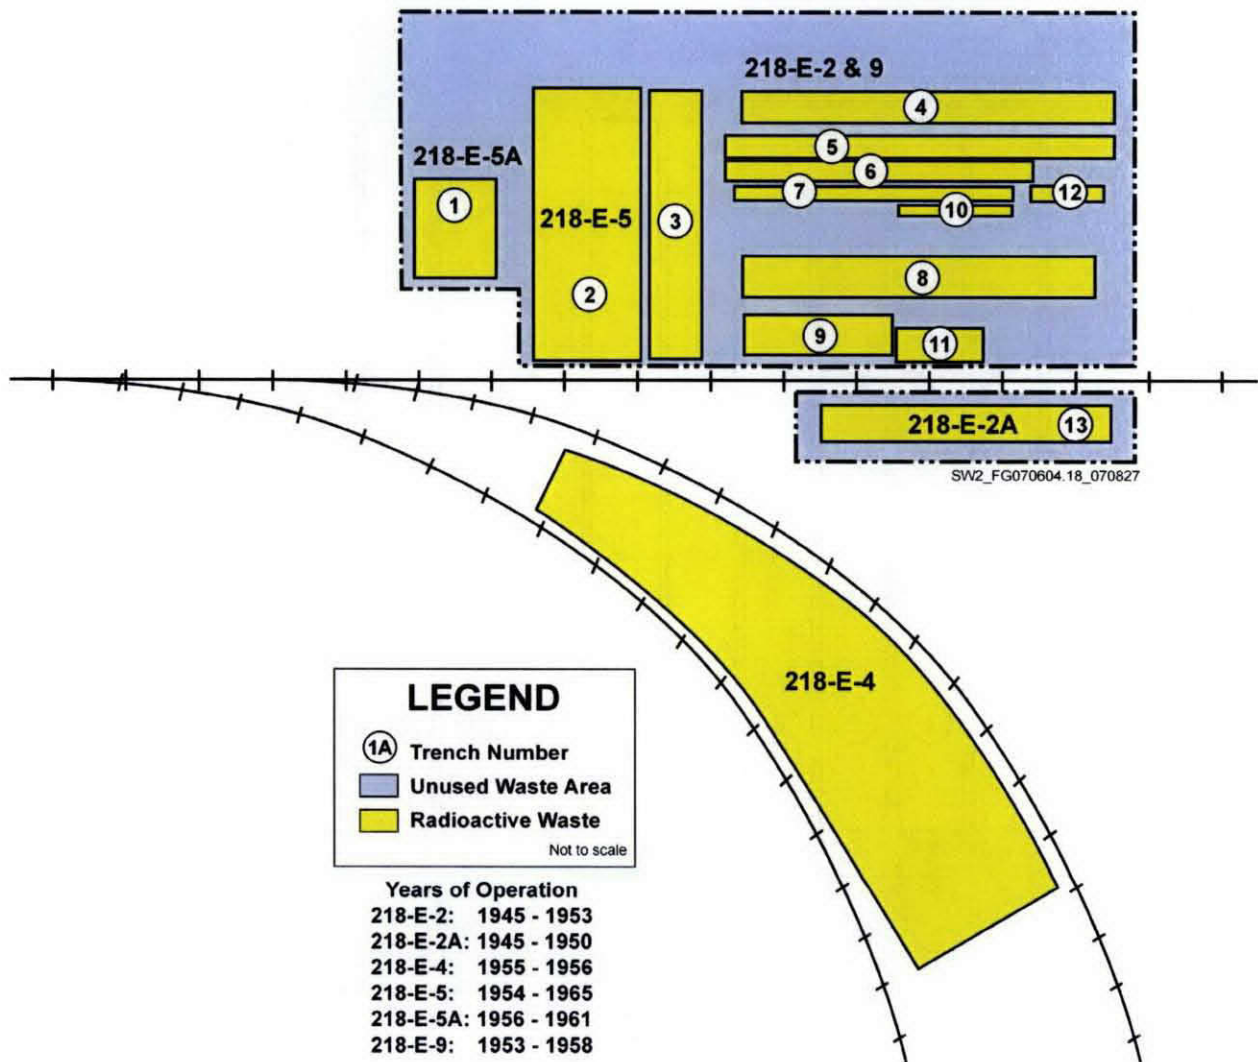 218-E-2 & 9
4
5
218-E-5A
6
7
12
1
10
3
218-E-5
8
2
9
11
218-E-2A
13
SW2_FG070604.18_070827
218-E-4
LEGEND
1A Trench Number
Unused Waste Area
Radioactive Waste
Not to scale
Years of Operation
218-E-2: 1945 - 1953
218-E-2A: 1945 - 1950
218-E-4: 1955 - 1956
218-E-5: 1954 - 1965
218-E-5A: 1956 - 1961
218-E-9: 1953 - 1958